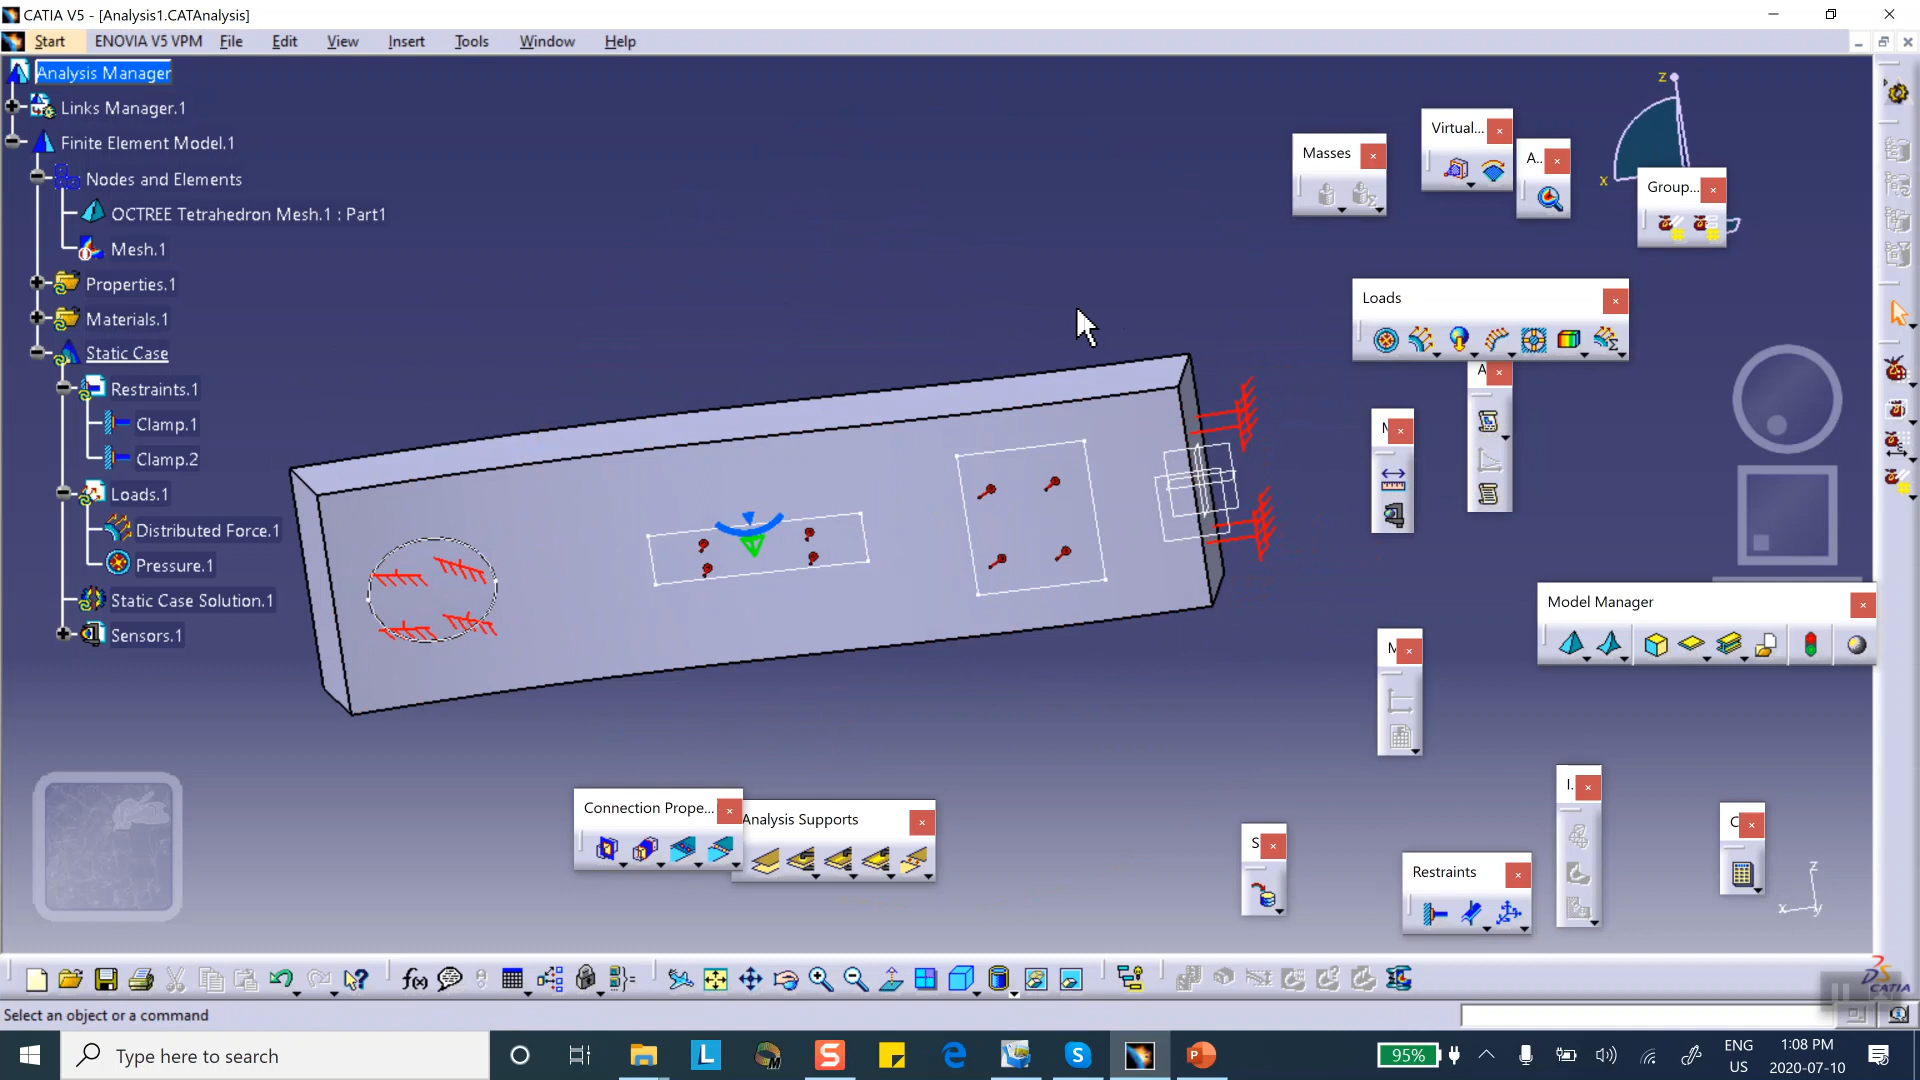 CATIA V5 - [Analysis1.CATAnalysis]
Start ENOVIA V5 VPM File Edit View Insert Tools Window Help
Analysis Manager
Links Manager.1
Finite Element Model.1
Nodes and Elements
OCTREE Tetrahedron Mesh.1 : Part1
Mesh.1
Properties.1
Materials.1
Static Case
Restraints.1
Clamp.1
Clamp.2
Loads.1
Distributed Force.1
Pressure.1
Static Case Solution.1
Sensors.1
Masses
Virtual...
A..
Group...
z
x
Loads
A
Model Manager
Connection Prope...
Analysis Supports
S
Restraints
I.
C
z
x
y
f(x)
CATIA
Select an object or a command
Type here to search
L
S
95%
ENG
US
1:08 PM
2020-07-10